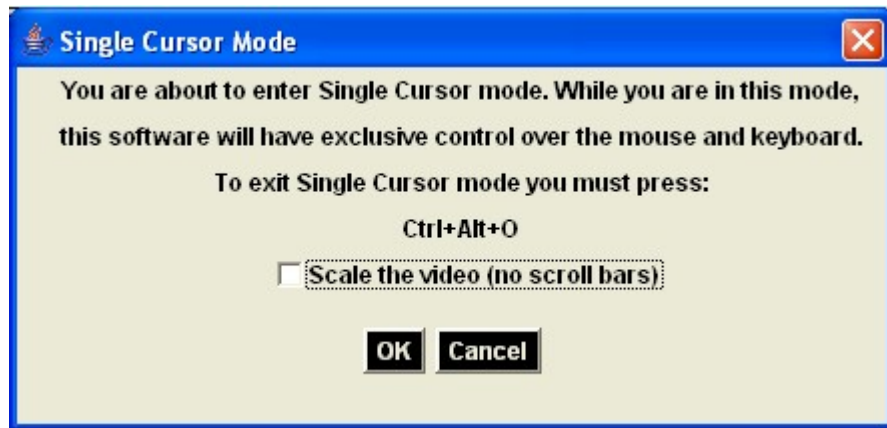 Single Cursor Mode
You are about to enter Single Cursor mode. While you are in this mode,
this software will have exclusive control over the mouse and keyboard.
To exit Single Cursor mode you must press:
Ctrl+Alt+O
Scale the video (no scroll bars)
OK Cancel